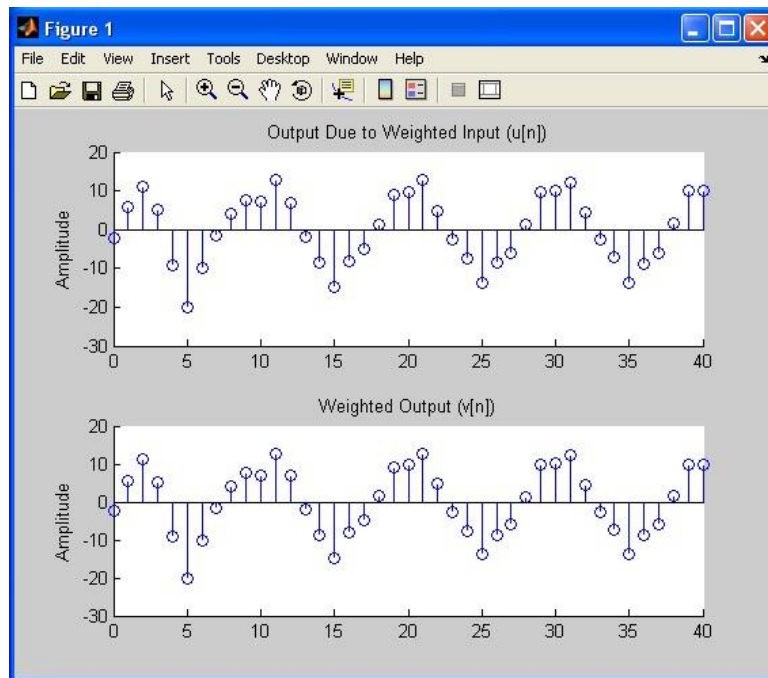 Figure 1
File Edit View Insert Tools Desktop Window Help
Output Due to Weighted Input (u[n])
Amplitude
20
10
0
-10
-20
-30
0 5 10 15 20 25 30 35 40
Weighted Output (v[n])
Amplitude
20
10
0
-10
-20
-30
0 5 10 15 20 25 30 35 40